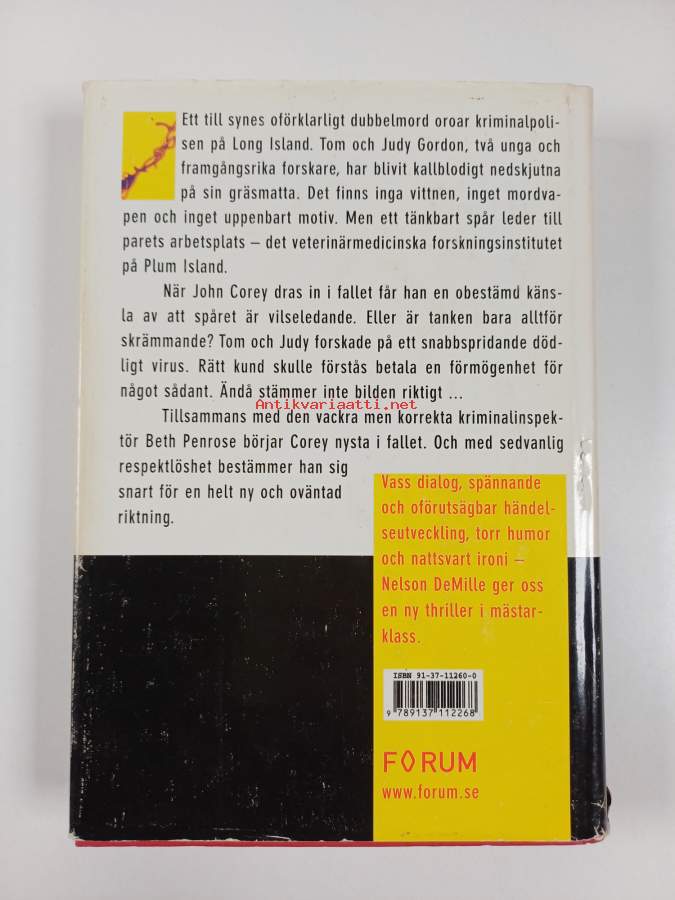 Ett till synes oförklarligt dubbelmord oroar kriminalpoli-
sen på Long Island. Tom och Judy Gordon, två unga och
framgångsrika forskare, har blivit kallblodigt nedskjutna
på sin gräsmatta. Det finns inga vittnen, inget mordva-
pen och inget uppenbart motiv. Men ett tänkbart spår leder till
parets arbetsplats – det veterinärmedicinska forskningsinstitutet
på Plum Island.
När John Corey dras in i fallet får han en obestämd käns-
la av att spåret är vilseledande. Eller är tanken bara alltför
skrämmande? Tom och Judy forskade på ett snabbspridande död-
ligt virus. Rätt kund skulle förstås betala en förmögenhet för
något sådant. Ändå stämmer inte bilden riktigt ...
Antikvariaatti.net
Tillsammans med den vackra men korrekta kriminalinspek-
tör Beth Penrose börjar Corey nysta i fallet. Och med sedvanlig
respektlöshet bestämmer han sig
snart för en helt ny och oväntad
riktning.
Vass dialog, spännande
och oförutsägbar händel-
seutveckling, torr humor
och nattsvart ironi –
Nelson DeMille ger oss
en ny thriller i mästar-
klass.
ISBN 91-37-11260-0
9 789137 112268
FORUM
www.forum.se